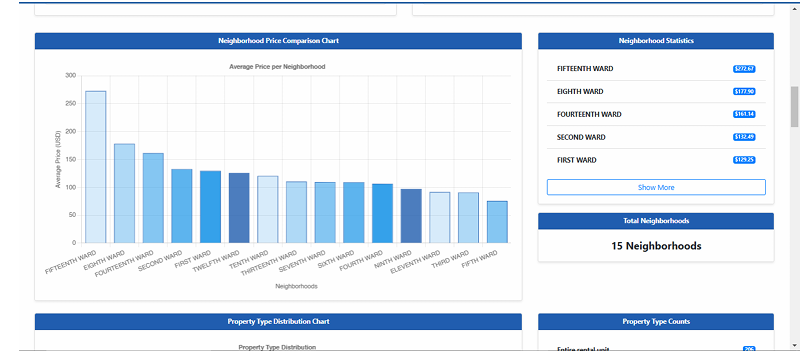 Neighborhood Price Comparison Chart
Average Price per Neighborhood
300
250
200
150
100
50
0
Average Price (USD)
FIFTEENTH WARD
EIGHTH WARD
FOURTEENTH WARD
SECOND WARD
FIRST WARD
TWELFTH WARD
TENTH WARD
THIRTEENTH WARD
SEVENTH WARD
SIXTH WARD
FOURTH WARD
NINTH WARD
ELEVENTH WARD
THIRD WARD
FIFTH WARD
Neighborhoods
Neighborhood Statistics
FIFTEENTH WARD $272.67
EIGHTH WARD $177.90
FOURTEENTH WARD $161.14
SECOND WARD $132.49
FIRST WARD $129.25
Show More
Total Neighborhoods
15 Neighborhoods
Property Type Distribution Chart
Property Type Distribution
Property Type Counts
Entire rental unit 206